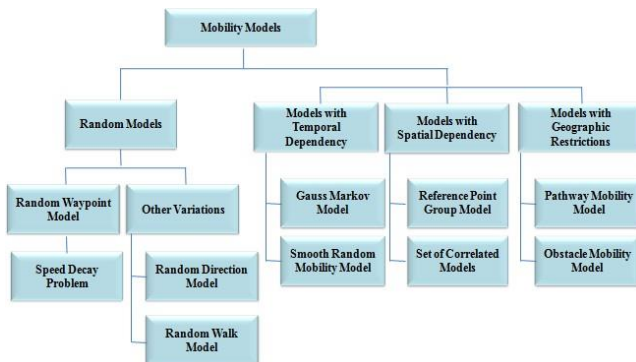 Mobility Models
Random Models
Models with
Temporal
Dependency
Models with
Spatial Dependency
Models with
Geographic
Restrictions
Random Waypoint
Model
Other Variations
Gauss Markov
Model
Reference Point
Group Model
Pathway Mobility
Model
Speed Decay
Problem
Random Direction
Model
Smooth Random
Mobility Model
Set of Correlated
Models
Obstacle Mobility
Model
Random Walk
Model